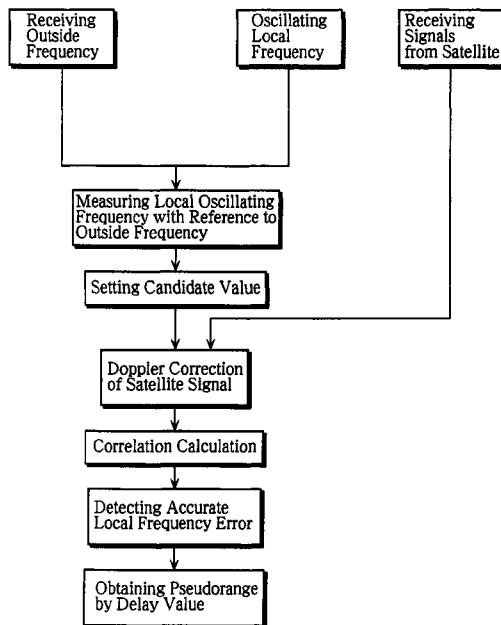 Receiving
Outside
Frequency
Oscillating
Local
Frequency
Receiving
Signals
from Satellite
Measuring Local Oscillating
Frequency with Reference to
Outside Frequency
Setting Candidate Value
Doppler Correction
of Satellite Signal
Correlation Calculation
Detecting Accurate
Local Frequency Error
Obtaining Pseudorange
by Delay Value